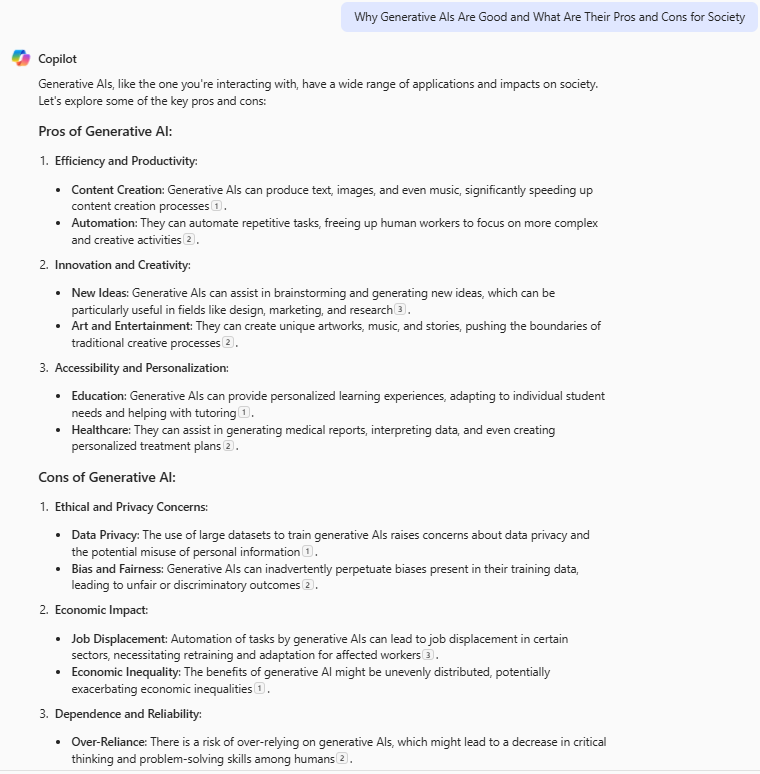 Why Generative AIs Are Good and What Are Their Pros and Cons for Society
Copilot
Generative AIs, like the one you're interacting with, have a wide range of applications and impacts on society.
Let's explore some of the key pros and cons:
Pros of Generative AI:
1. Efficiency and Productivity:
• Content Creation: Generative AIs can produce text, images, and even music, significantly speeding up
content creation processes 1 .
• Automation: They can automate repetitive tasks, freeing up human workers to focus on more complex
and creative activities 2 .
2. Innovation and Creativity:
• New Ideas: Generative AIs can assist in brainstorming and generating new ideas, which can be
particularly useful in fields like design, marketing, and research 3 .
• Art and Entertainment: They can create unique artworks, music, and stories, pushing the boundaries of
traditional creative processes 2 .
3. Accessibility and Personalization:
• Education: Generative AIs can provide personalized learning experiences, adapting to individual student
needs and helping with tutoring 1 .
• Healthcare: They can assist in generating medical reports, interpreting data, and even creating
personalized treatment plans 2 .
Cons of Generative AI:
1. Ethical and Privacy Concerns:
• Data Privacy: The use of large datasets to train generative AIs raises concerns about data privacy and
the potential misuse of personal information 1 .
• Bias and Fairness: Generative AIs can inadvertently perpetuate biases present in their training data,
leading to unfair or discriminatory outcomes 2 .
2. Economic Impact:
• Job Displacement: Automation of tasks by generative AIs can lead to job displacement in certain
sectors, necessitating retraining and adaptation for affected workers 3 .
• Economic Inequality: The benefits of generative AI might be unevenly distributed, potentially
exacerbating economic inequalities 1 .
3. Dependence and Reliability:
• Over-Reliance: There is a risk of over-relying on generative AIs, which might lead to a decrease in critical
thinking and problem-solving skills among humans 2 .